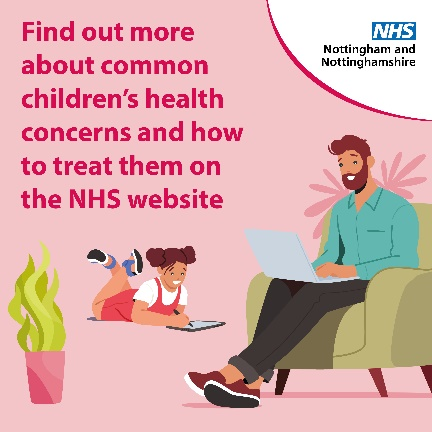 Find out more
about common
children's health
concerns and how
to treat them on
the NHS website
NHS
Nottingham and
Nottinghamshire